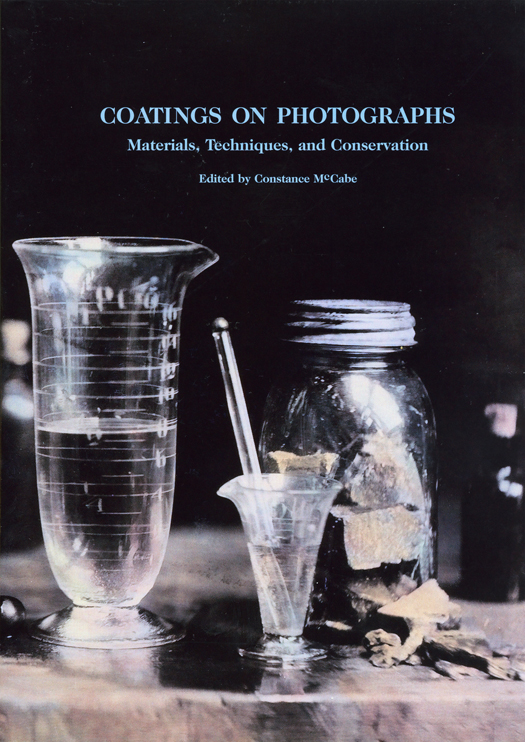 COATINGS ON PHOTOGRAPHS
Materials, Techniques, and Conservation
Edited by Constance McCabe